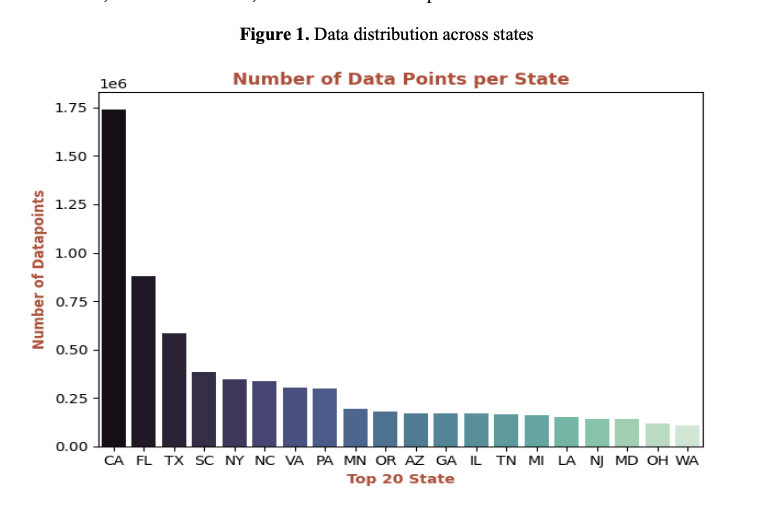 Figure 1. Data distribution across states
Number of Data Points per State
1e6
1.75
1.50
1.25
1.00
0.75
0.50
0.25
0.00
Number of Datapoints
CA FL TX SC NY NC VA PA MN OR AZ GA IL TN MI LA NJ MD OH WA
Top 20 State